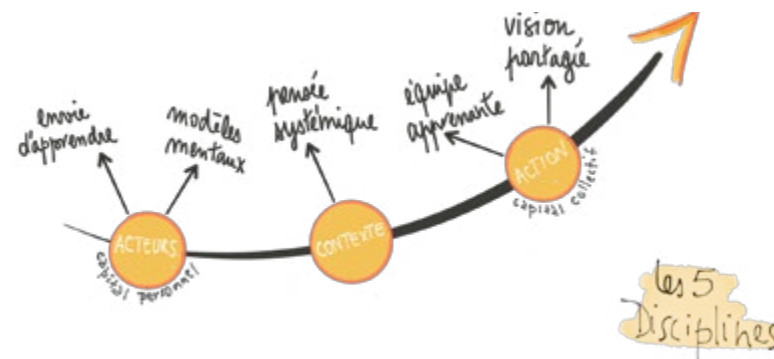 envie
d'apprendre
modèles
mentaux
ACTEURS
capital personnel
pensée
systémique
CONTEXTE
équipe
apprenante
vision
partagie
ACTION
capital collectif
les 5
Disciplines